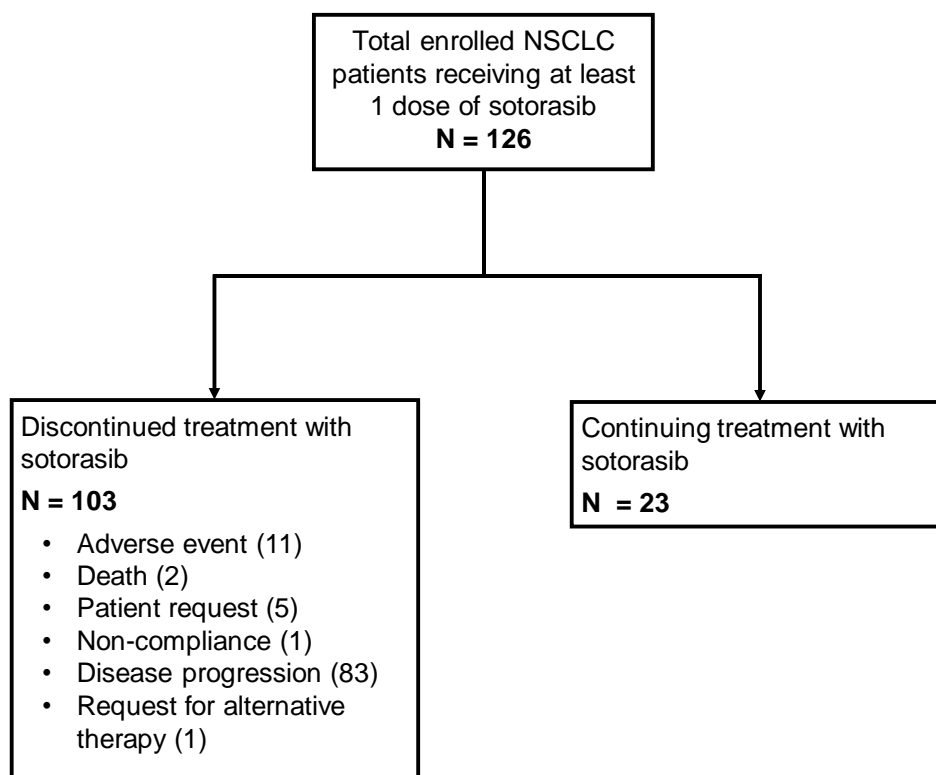 Total enrolled NSCLC
patients receiving at least
1 dose of sotorasib
N = 126
Discontinued treatment with
sotorasib
N = 103
• Adverse event (11)
• Death (2)
• Patient request (5)
• Non-compliance (1)
• Disease progression (83)
• Request for alternative
therapy (1)
Continuing treatment with
sotorasib
N = 23